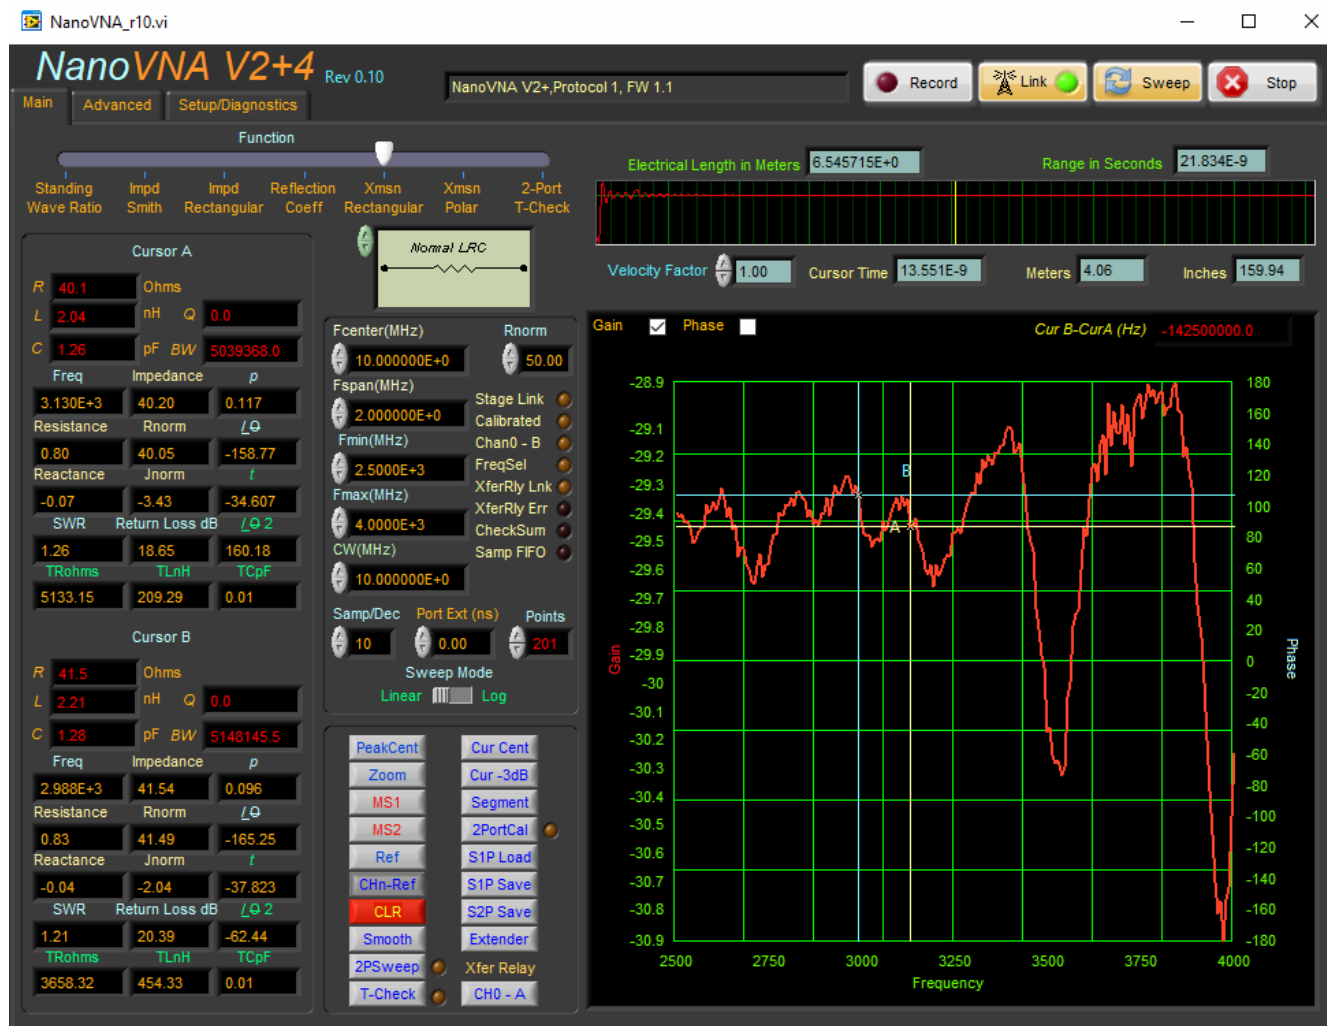 NanoVNA_r10.vi
NanoVNA V2+4 Rev 0.10
NanoVNA V2+,Protocol 1, FW 1.1
Record Link Sweep Stop
Main Advanced Setup/Diagnostics
Function
Standing Wave Ratio
Impd Smith
Impd Rectangular
Reflection Coeff
Xmsn Rectangular
Xmsn Polar
2-Port T-Check
Electrical Length in Meters 6.545715E+0 Range in Seconds 21.834E-9
Velocity Factor 1.00 Cursor Time 13.551E-9 Meters 4.06 Inches 159.94
Normal LRC
Cursor A
R 40.1 Ohms
L 2.04 nH Q 0.0
C 1.26 pF BW 5039368.0
Freq Impedance p
3.130E+3 40.20 0.117
Resistance Rnorm /Θ
0.80 40.05 -158.77
Reactance Jnorm t
-0.07 -3.43 -34.607
SWR Return Loss dB /Θ 2
1.26 18.65 160.18
TRohms TLnH TCpF
5133.15 209.29 0.01
Cursor B
R 41.5 Ohms
L 2.21 nH Q 0.0
C 1.28 pF BW 5148145.5
Freq Impedance p
2.988E+3 41.54 0.096
Resistance Rnorm /Θ
0.83 41.49 -165.25
Reactance Jnorm t
-0.04 -2.04 -37.823
SWR Return Loss dB /Θ 2
1.21 20.39 -62.44
TRohms TLnH TCpF
3658.32 454.33 0.01
Fcenter(MHz) Rnorm
10.000000E+0 50.00
Fspan(MHz)
2.000000E+0
Fmin(MHz)
2.5000E+3
Fmax(MHz)
4.0000E+3
CW(MHz)
10.000000E+0
Stage Link
Calibrated
Chan0 - B
FreqSel
XferRly Lnk
XferRly Err
CheckSum
Samp FIFO
Samp/Dec Port Ext (ns) Points
10 0.00 201
Sweep Mode
Linear Log
PeakCent Cur Cent
Zoom Cur -3dB
MS1 Segment
MS2 2PortCal
Ref S1P Load
CHn-Ref S1P Save
CLR S2P Save
Smooth Extender
2PSweep Xfer Relay
T-Check CH0 - A
Gain Phase Cur B-CurA (Hz) -142500000.0
-28.9
-29.1
-29.2
-29.3
-29.4
-29.5
-29.6
-29.7
-29.8
-29.9
-30
-30.1
-30.2
-30.3
-30.4
-30.5
-30.6
-30.7
-30.8
-30.9
Gain
B
A
180
160
140
120
100
80
60
40
20
0
-20
-40
-60
-80
-100
-120
-140
-160
-180
Phase
2500 2750 3000 3250 3500 3750 4000
Frequency